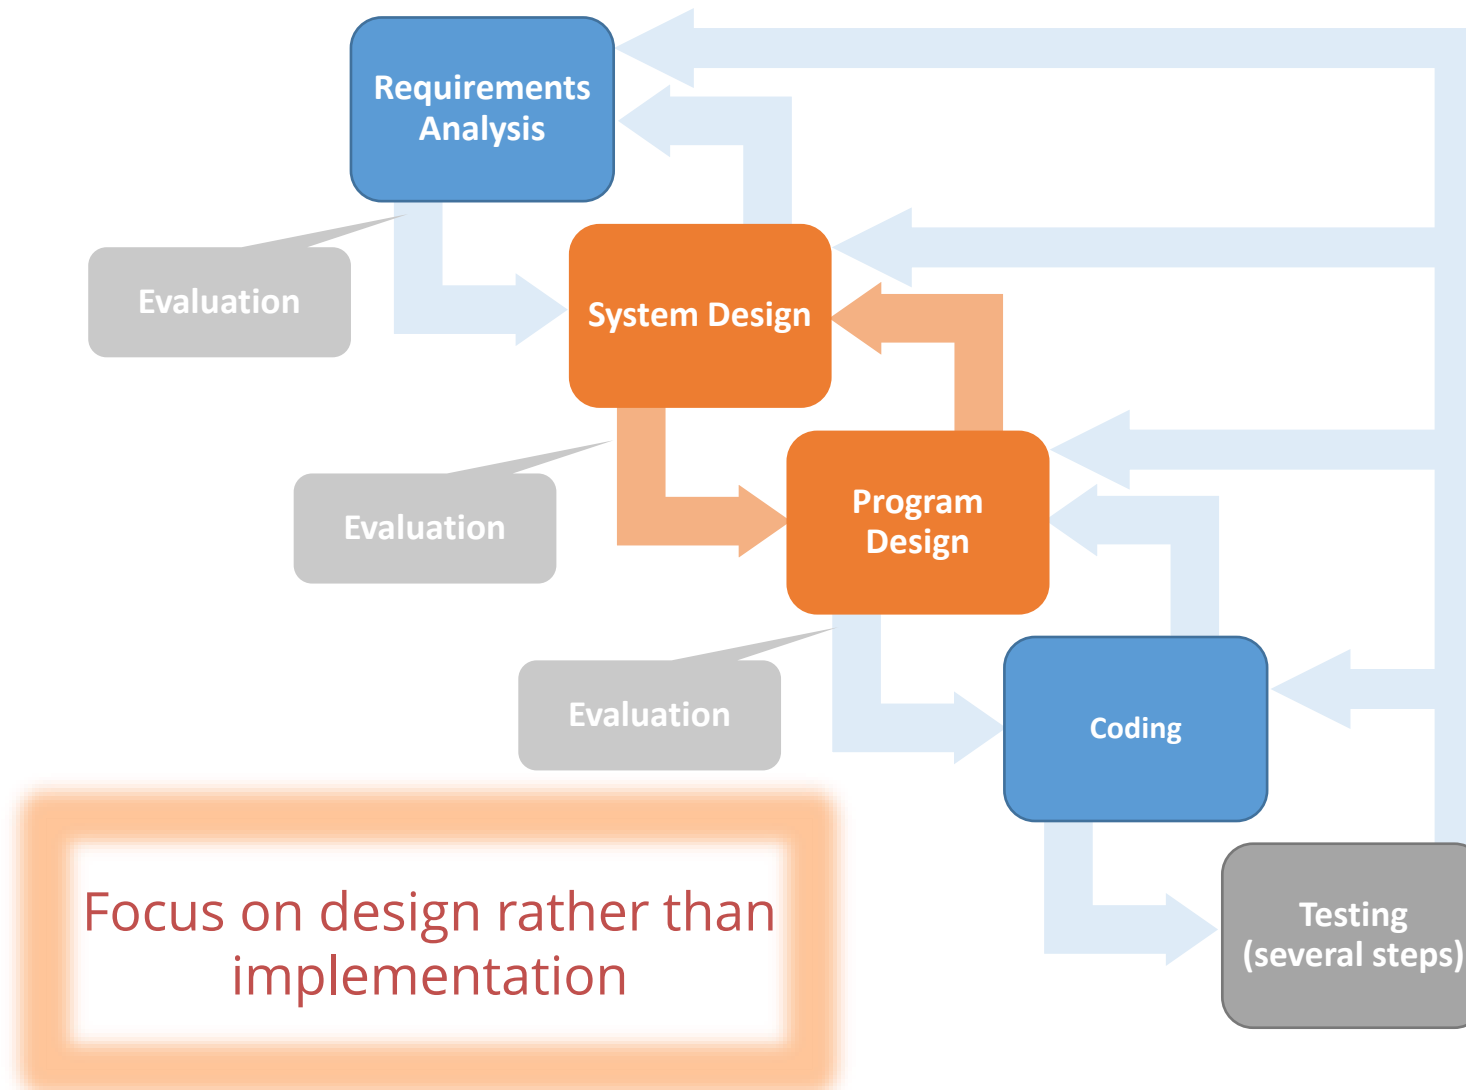 Requirements
Analysis
Evaluation
System Design
Evaluation
Program
Design
Evaluation
Coding
Focus on design rather than
implementation
Testing
(several steps)